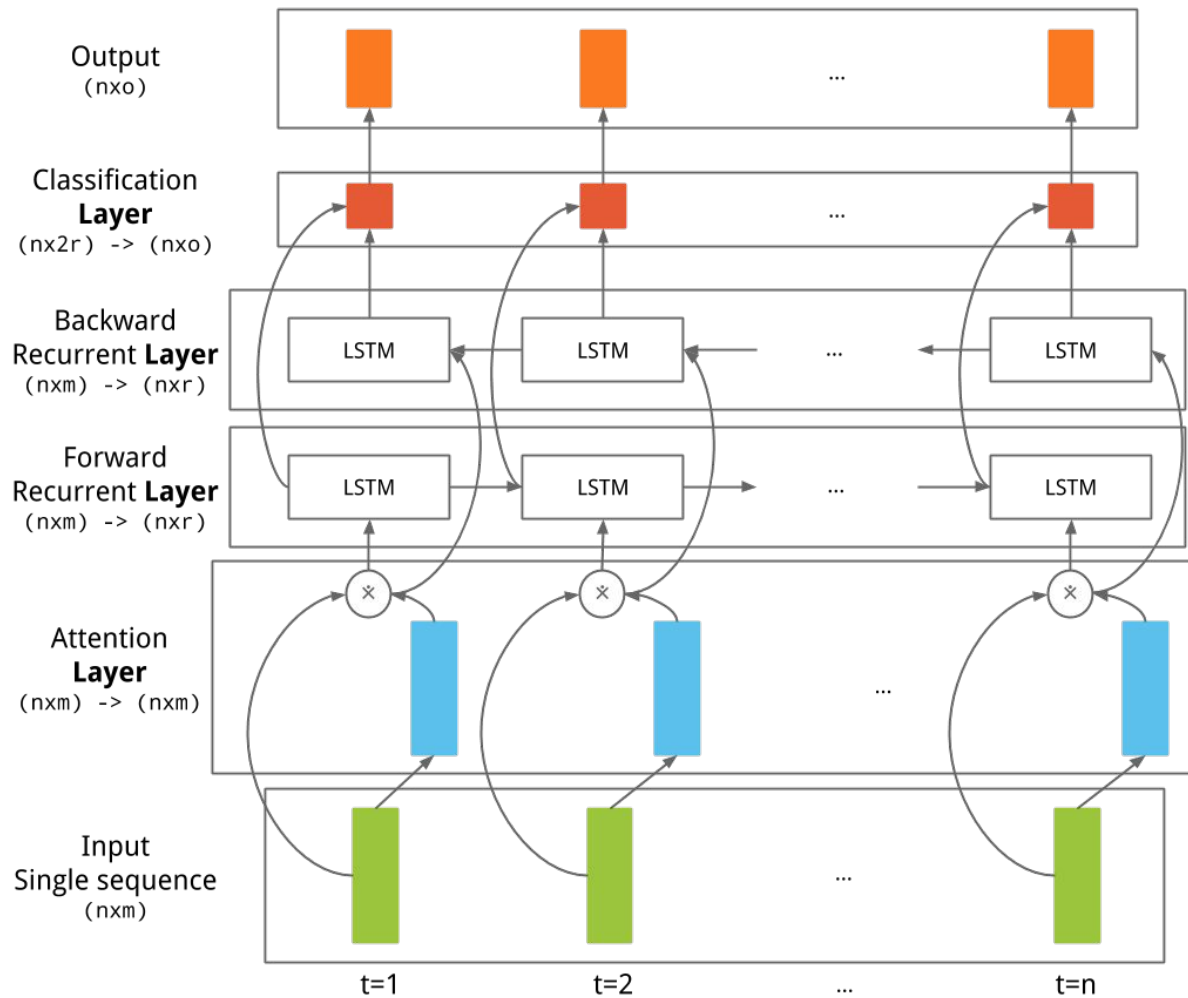 Output
(nxo)
...
Classification
Layer
(nx2r) -> (nxo)
...
Backward
Recurrent Layer
(nxm) -> (nxr)
LSTM
LSTM
...
LSTM
Forward
Recurrent Layer
(nxm) -> (nxr)
LSTM
LSTM
...
LSTM
Attention
Layer
(nxm) -> (nxm)
...
Input
Single sequence
(nxm)
...
t=1
t=2
...
t=n